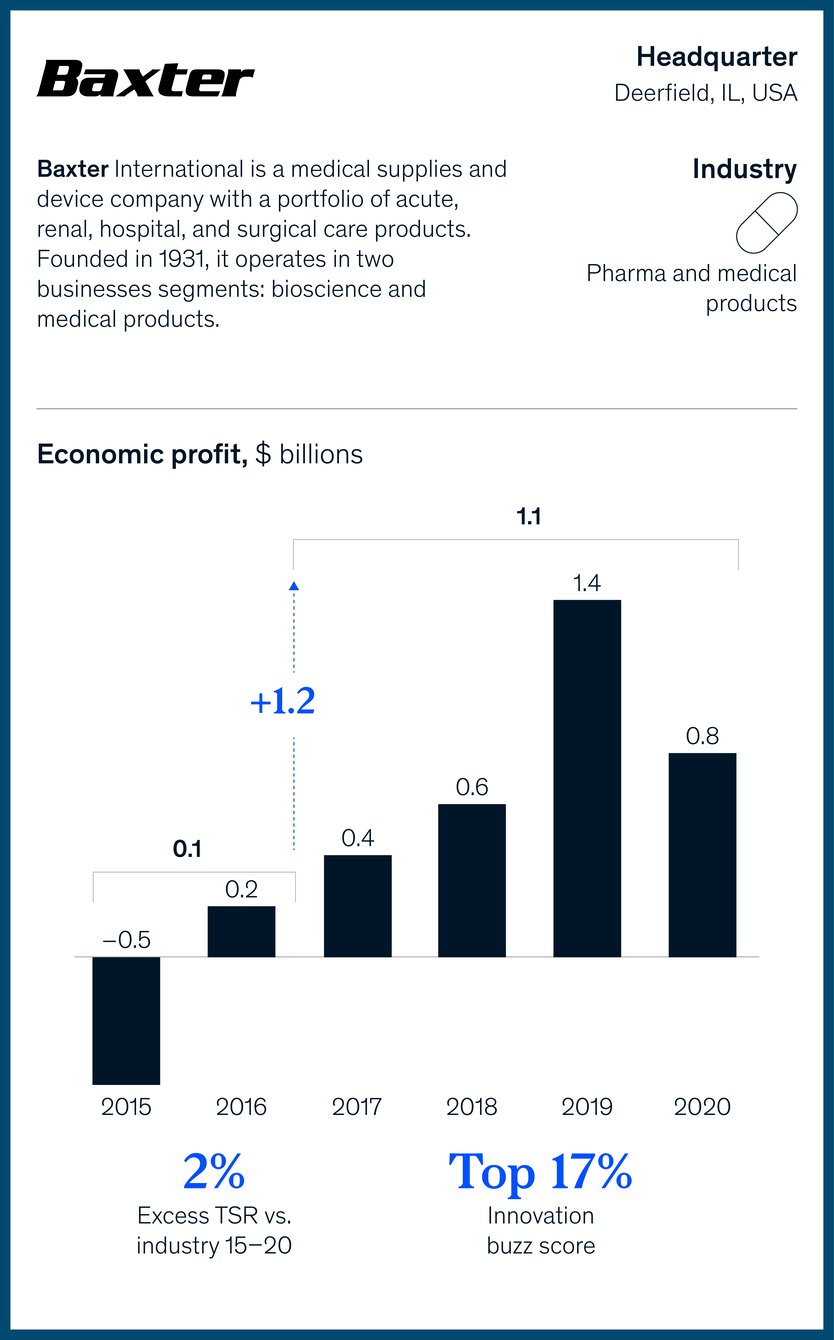 Baxter
Headquarter
Deerfield, IL, USA
Baxter International is a medical supplies and
device company with a portfolio of acute,
renal, hospital, and surgical care products.
Founded in 1931, it operates in two
businesses segments: bioscience and
medical products.
Industry
Pharma and medical
products
Economic profit, $ billions
1.1
1.4
+1.2
0.8
0.6
0.4
0.1
0.2
–0.5
2015 2016 2017 2018 2019 2020
2%
Excess TSR vs.
industry 15–20
Top 17%
Innovation
buzz score